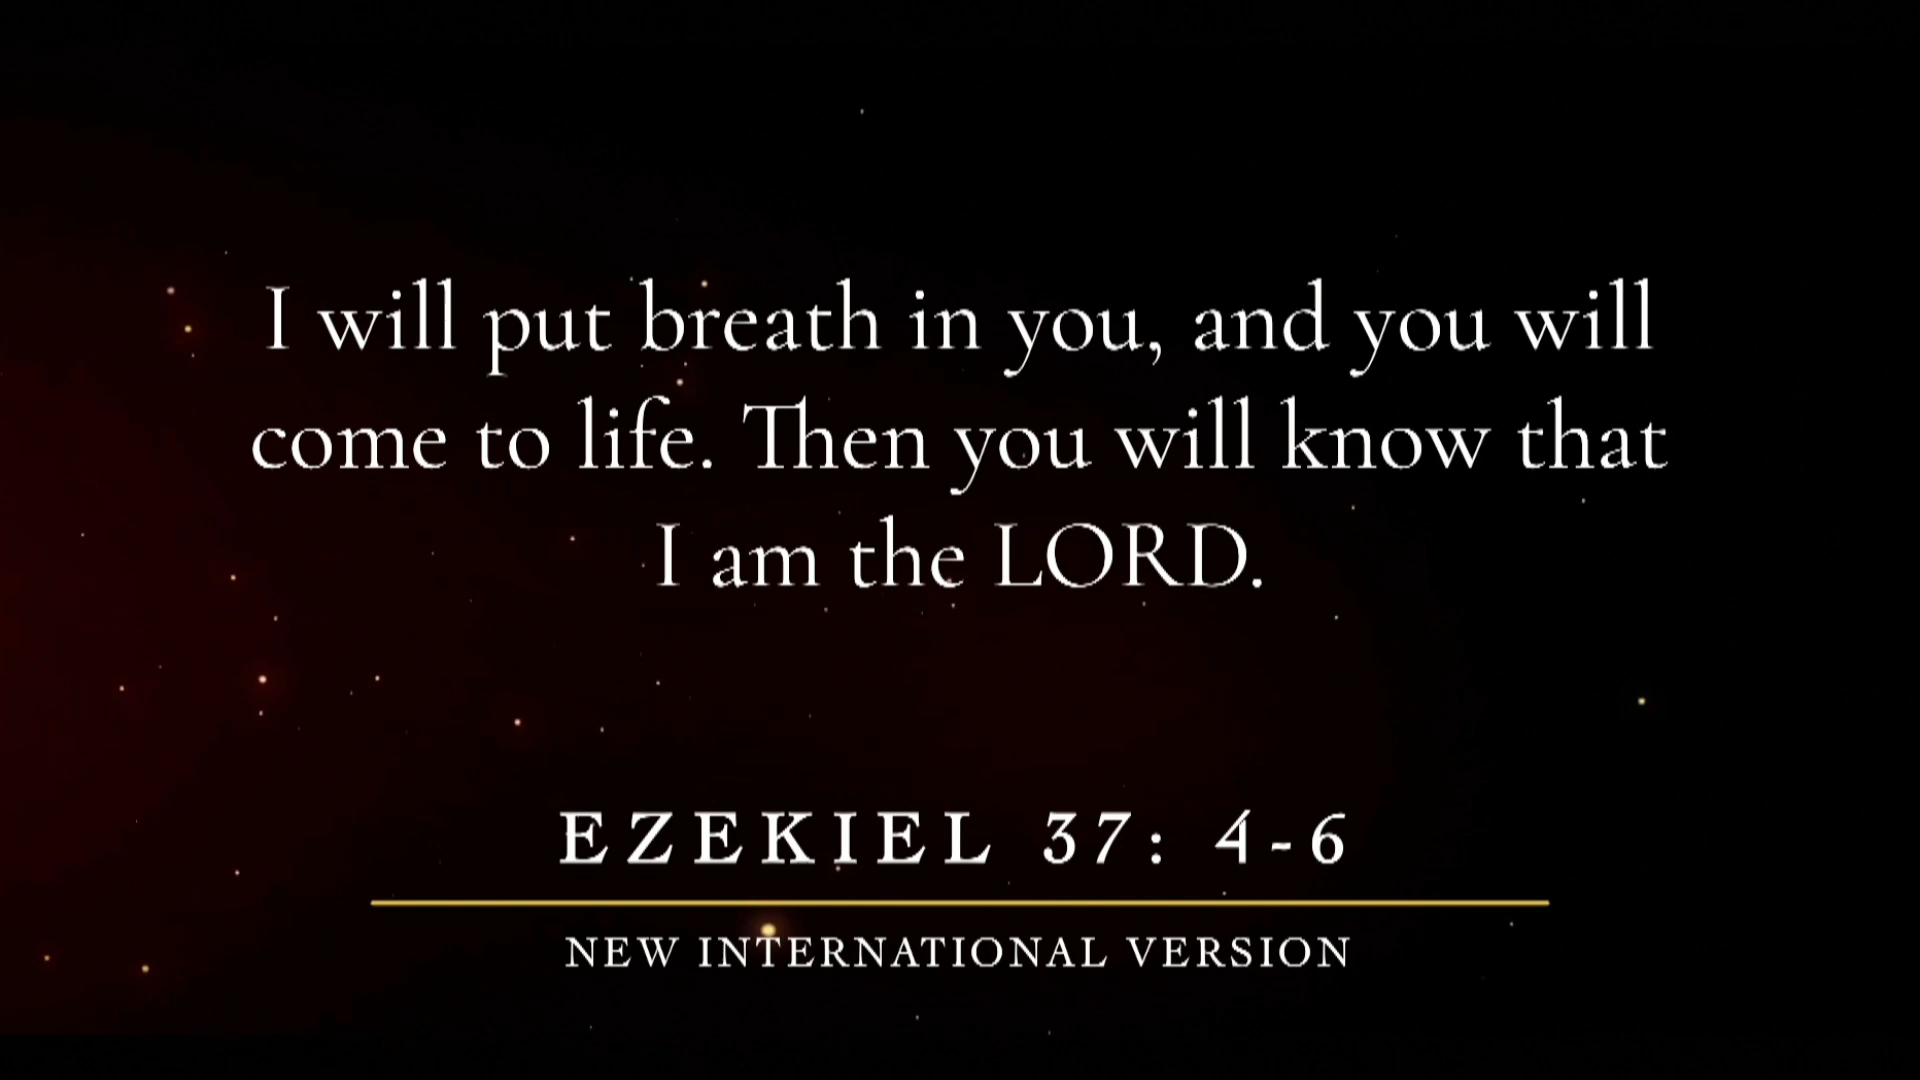 I will put breath in you, and you will
come to life. Then you will know that
I am the LORD.
EZEKIEL 37: 4-6
NEW INTERNATIONAL VERSION